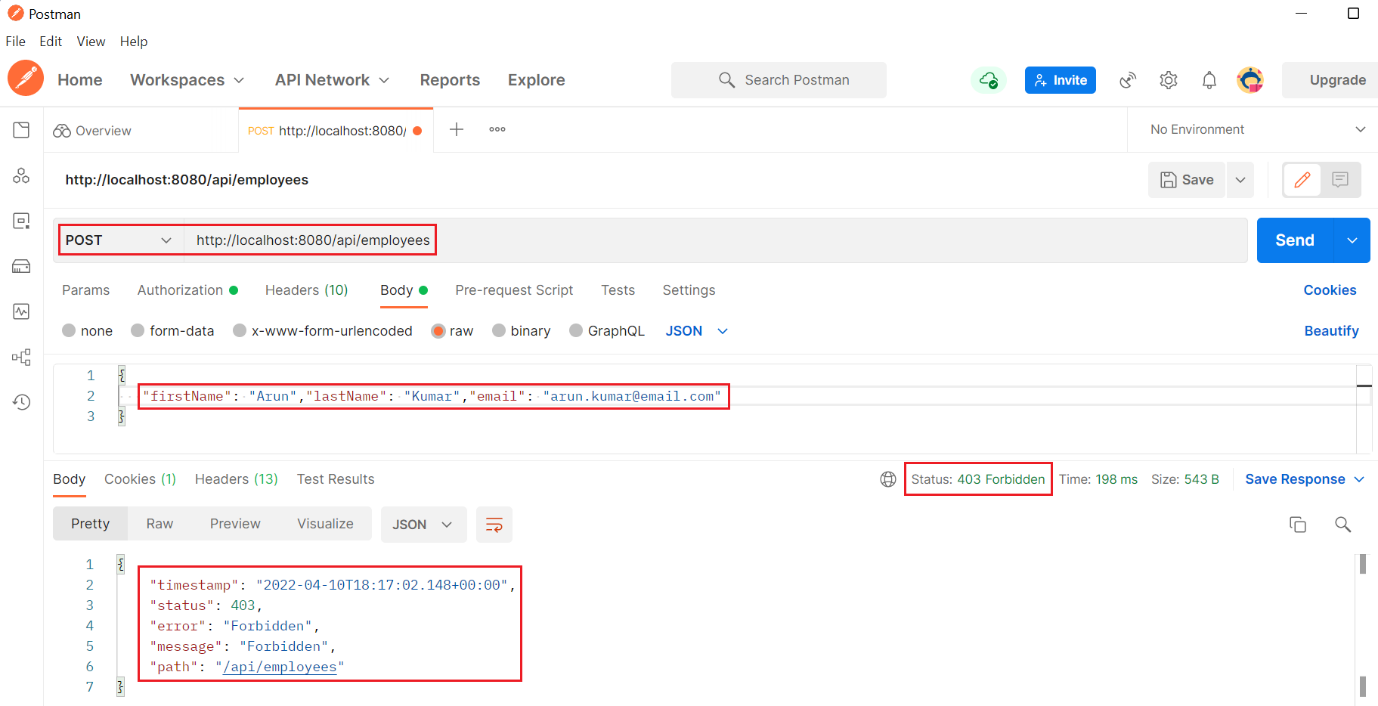 Postman
File Edit View Help
Home Workspaces API Network Reports Explore Search Postman Invite Upgrade
Overview POST http://localhost:8080/ No Environment
http://localhost:8080/api/employees Save
POST http://localhost:8080/api/employees Send
Params Authorization Headers (10) Body Pre-request Script Tests Settings Cookies
none form-data x-www-form-urlencoded raw binary GraphQL JSON Beautify
1 {
2 "firstName": "Arun","lastName": "Kumar","email": "arun.kumar@email.com"
3 }
Body Cookies (1) Headers (13) Test Results Status: 403 Forbidden Time: 198 ms Size: 543 B Save Response
Pretty Raw Preview Visualize JSON
1 {
2 "timestamp": "2022-04-10T18:17:02.148+00:00",
3 "status": 403,
4 "error": "Forbidden",
5 "message": "Forbidden",
6 "path": "/api/employees"
7 }